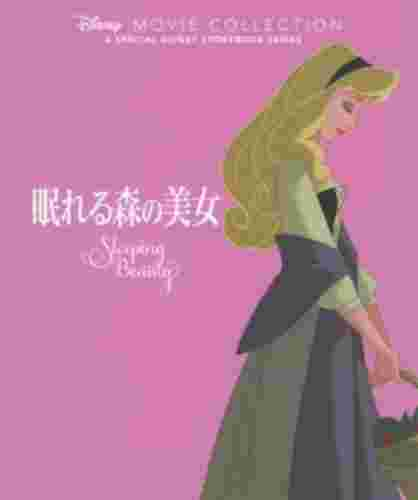 Disney MOVIE COLLECTION
A SPECIAL DISNEY STORYBOOK SERIES
眠れる森の美女
Sleeping
Beauty